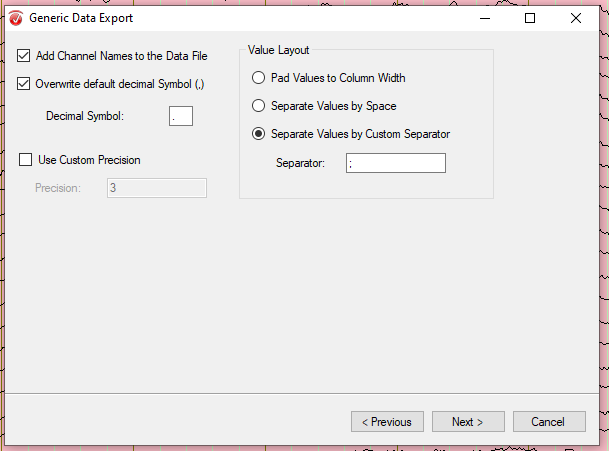 Generic Data Export
Add Channel Names to the Data File
Overwrite default decimal Symbol (,)
Decimal Symbol: .
Use Custom Precision
Precision: 3
Value Layout
Pad Values to Column Width
Separate Values by Space
Separate Values by Custom Separator
Separator: ;
< Previous
Next >
Cancel